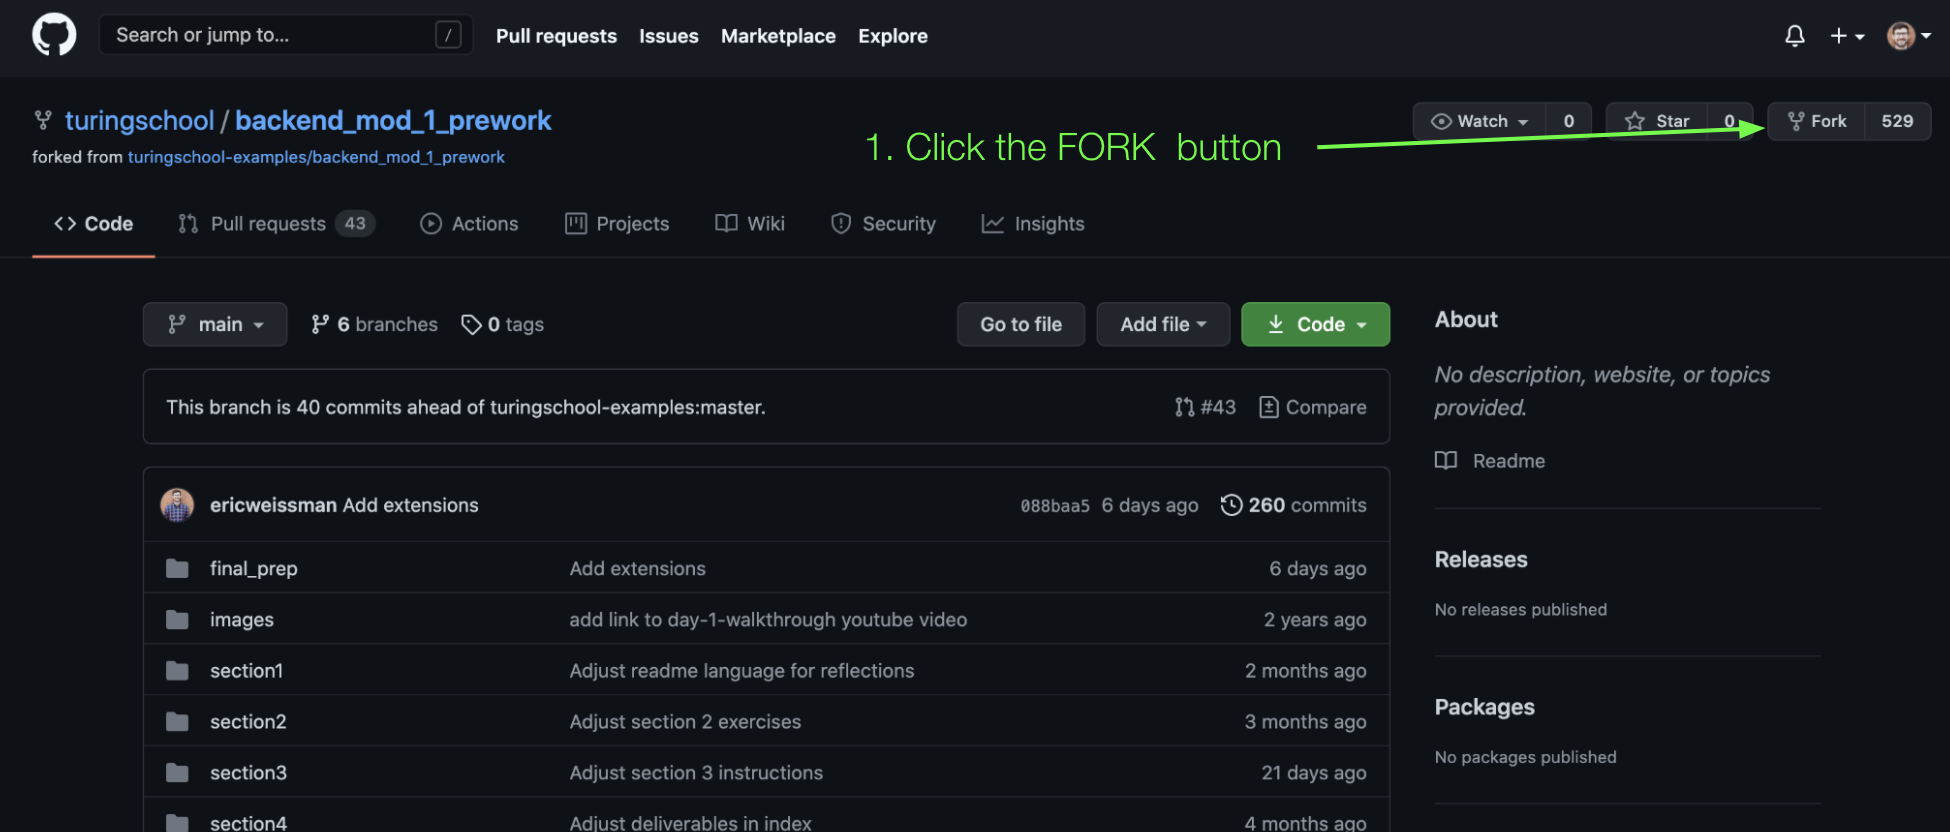 Search or jump to... /
Pull requests Issues Marketplace Explore
turingschool / backend_mod_1_prework
forked from turingschool-examples/backend_mod_1_prework
1. Click the FORK button
Watch 0 Star 0 Fork 529
Code Pull requests 43 Actions Projects Wiki Security Insights
main 6 branches 0 tags Go to file Add file Code
This branch is 40 commits ahead of turingschool-examples:master. #43 Compare
ericweissman Add extensions 088baa5 6 days ago 260 commits
final_prep Add extensions 6 days ago
images add link to day-1-walkthrough youtube video 2 years ago
section1 Adjust readme language for reflections 2 months ago
section2 Adjust section 2 exercises 3 months ago
section3 Adjust section 3 instructions 21 days ago
section4 Adjust deliverables in index 4 months ago
About
No description, website, or topics
provided.
Readme
Releases
No releases published
Packages
No packages published